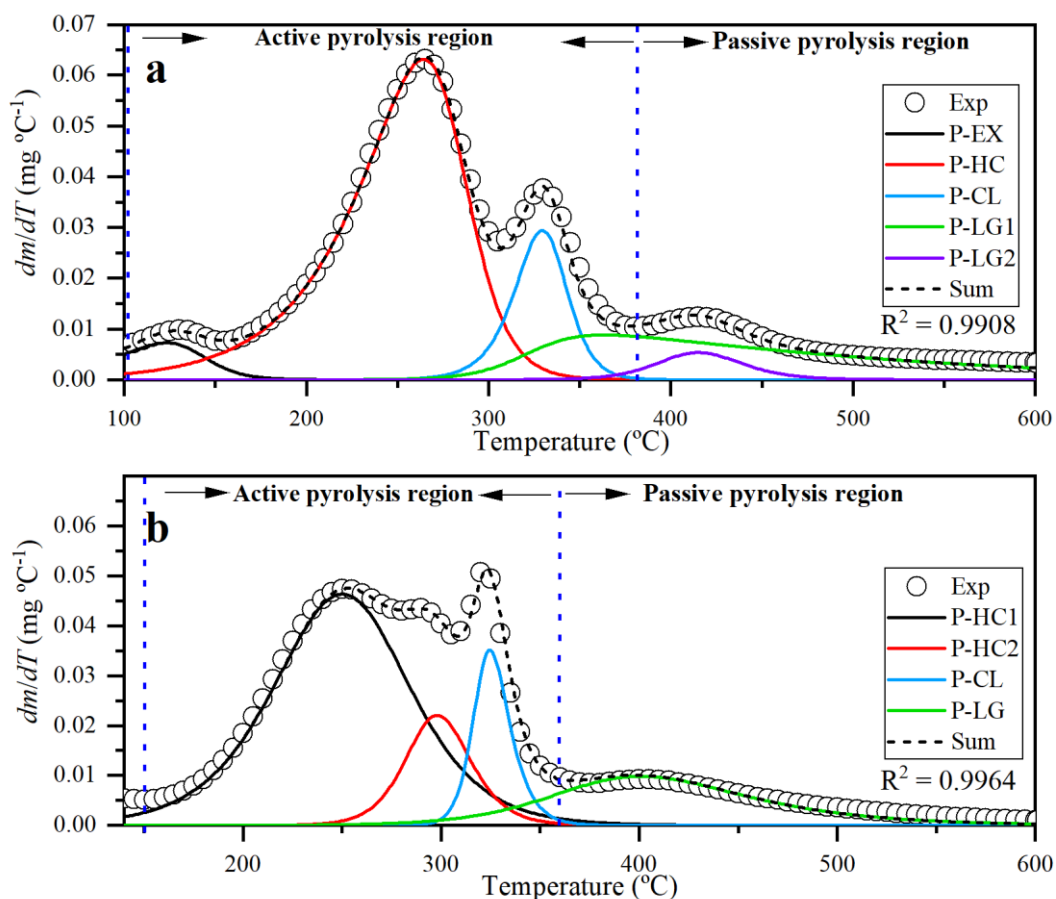 Active pyrolysis region
Passive pyrolysis region
a
0.07
0.06
0.05
0.04
0.03
0.02
0.01
0.00
dm/dT (mg ºC⁻¹)
Exp
P-EX
P-HC
P-CL
P-LG1
P-LG2
Sum
R² = 0.9908
100 200 300 400 500 600
Temperature (ºC)
Active pyrolysis region
Passive pyrolysis region
b
0.06
0.05
0.04
0.03
0.02
0.01
0.00
dm/dT (mg ºC⁻¹)
Exp
P-HC1
P-HC2
P-CL
P-LG
Sum
R² = 0.9964
200 300 400 500 600
Temperature (ºC)